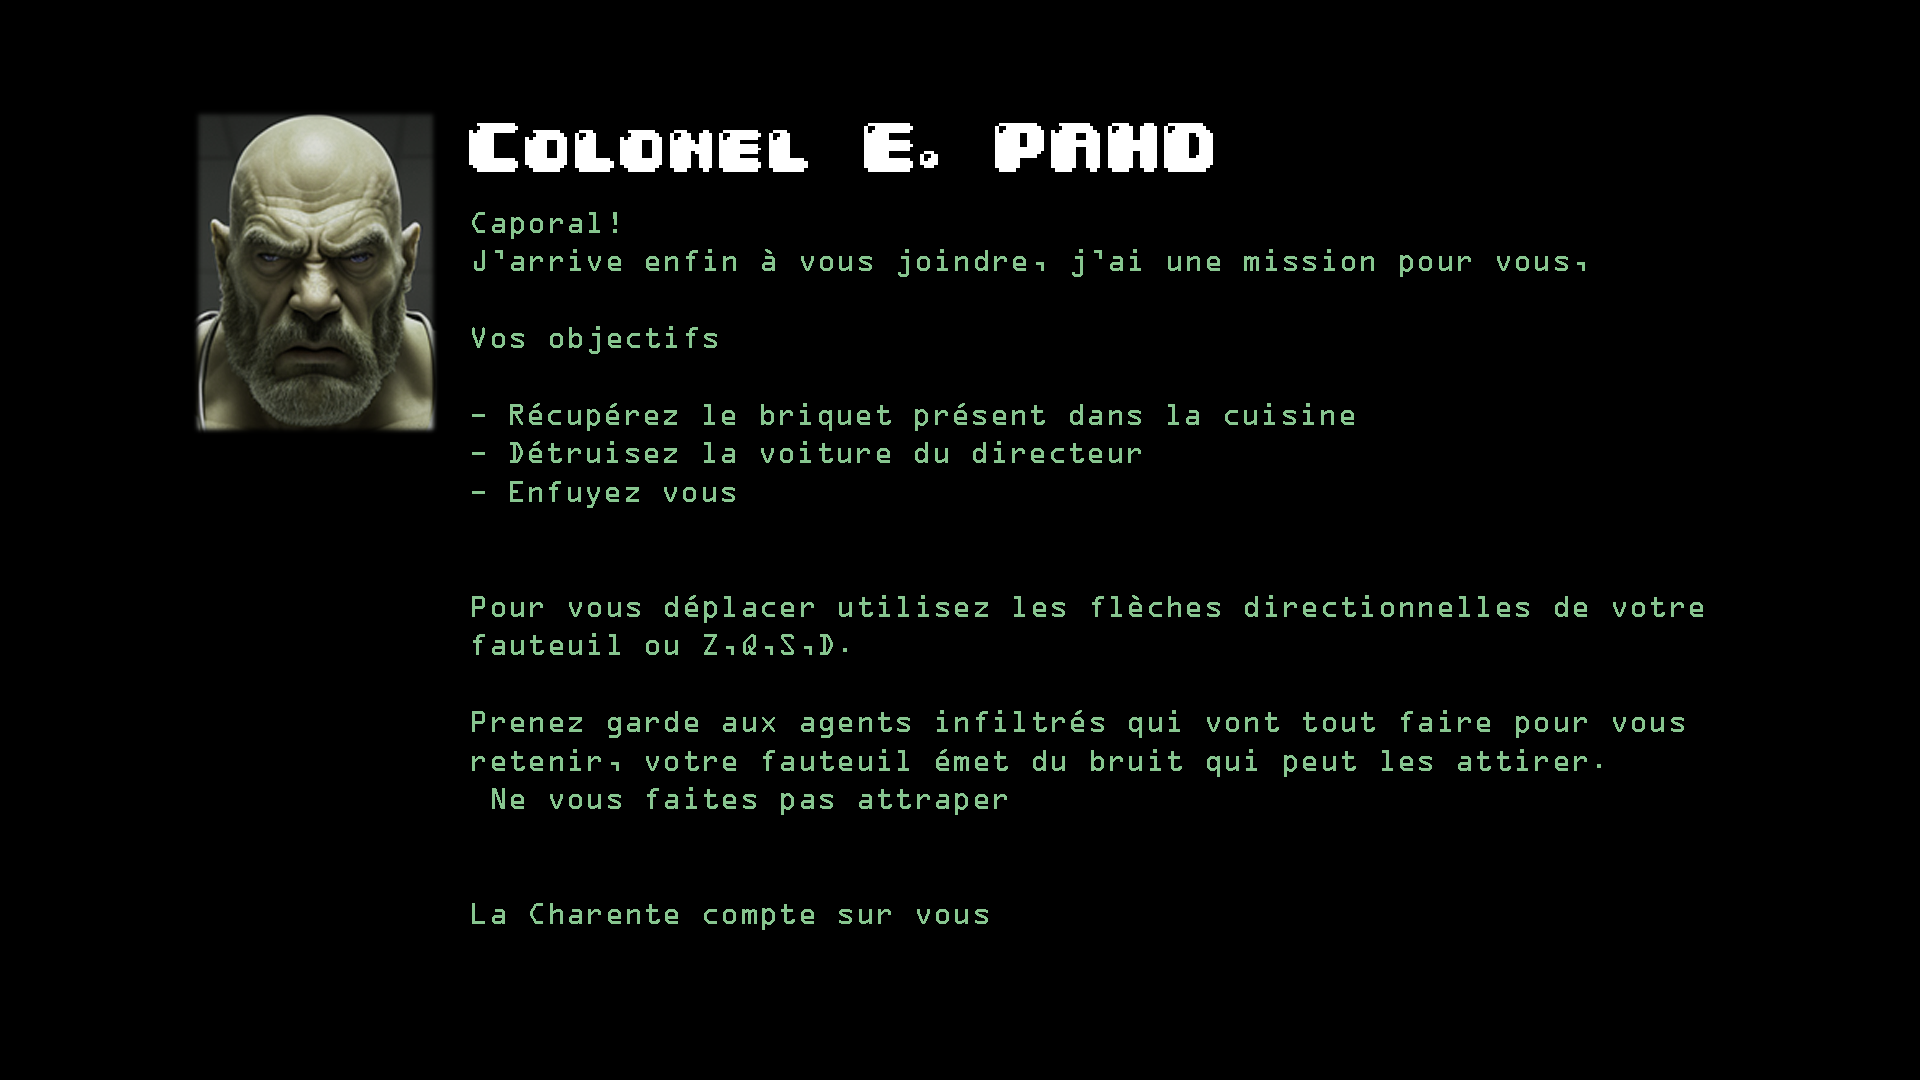 Colonel E. PAHD
Caporal!
J'arrive enfin à vous joindre, j'ai une mission pour vous,
Vos objectifs
- Récupérez le briquet présent dans la cuisine
- Détruisez la voiture du directeur
- Enfuyez vous
Pour vous déplacer utilisez les flèches directionnelles de votre
fauteuil ou Z,Q,S,D.
Prenez garde aux agents infiltrés qui vont tout faire pour vous
retenir, votre fauteuil émet du bruit qui peut les attirer.
Ne vous faites pas attraper
La Charente compte sur vous